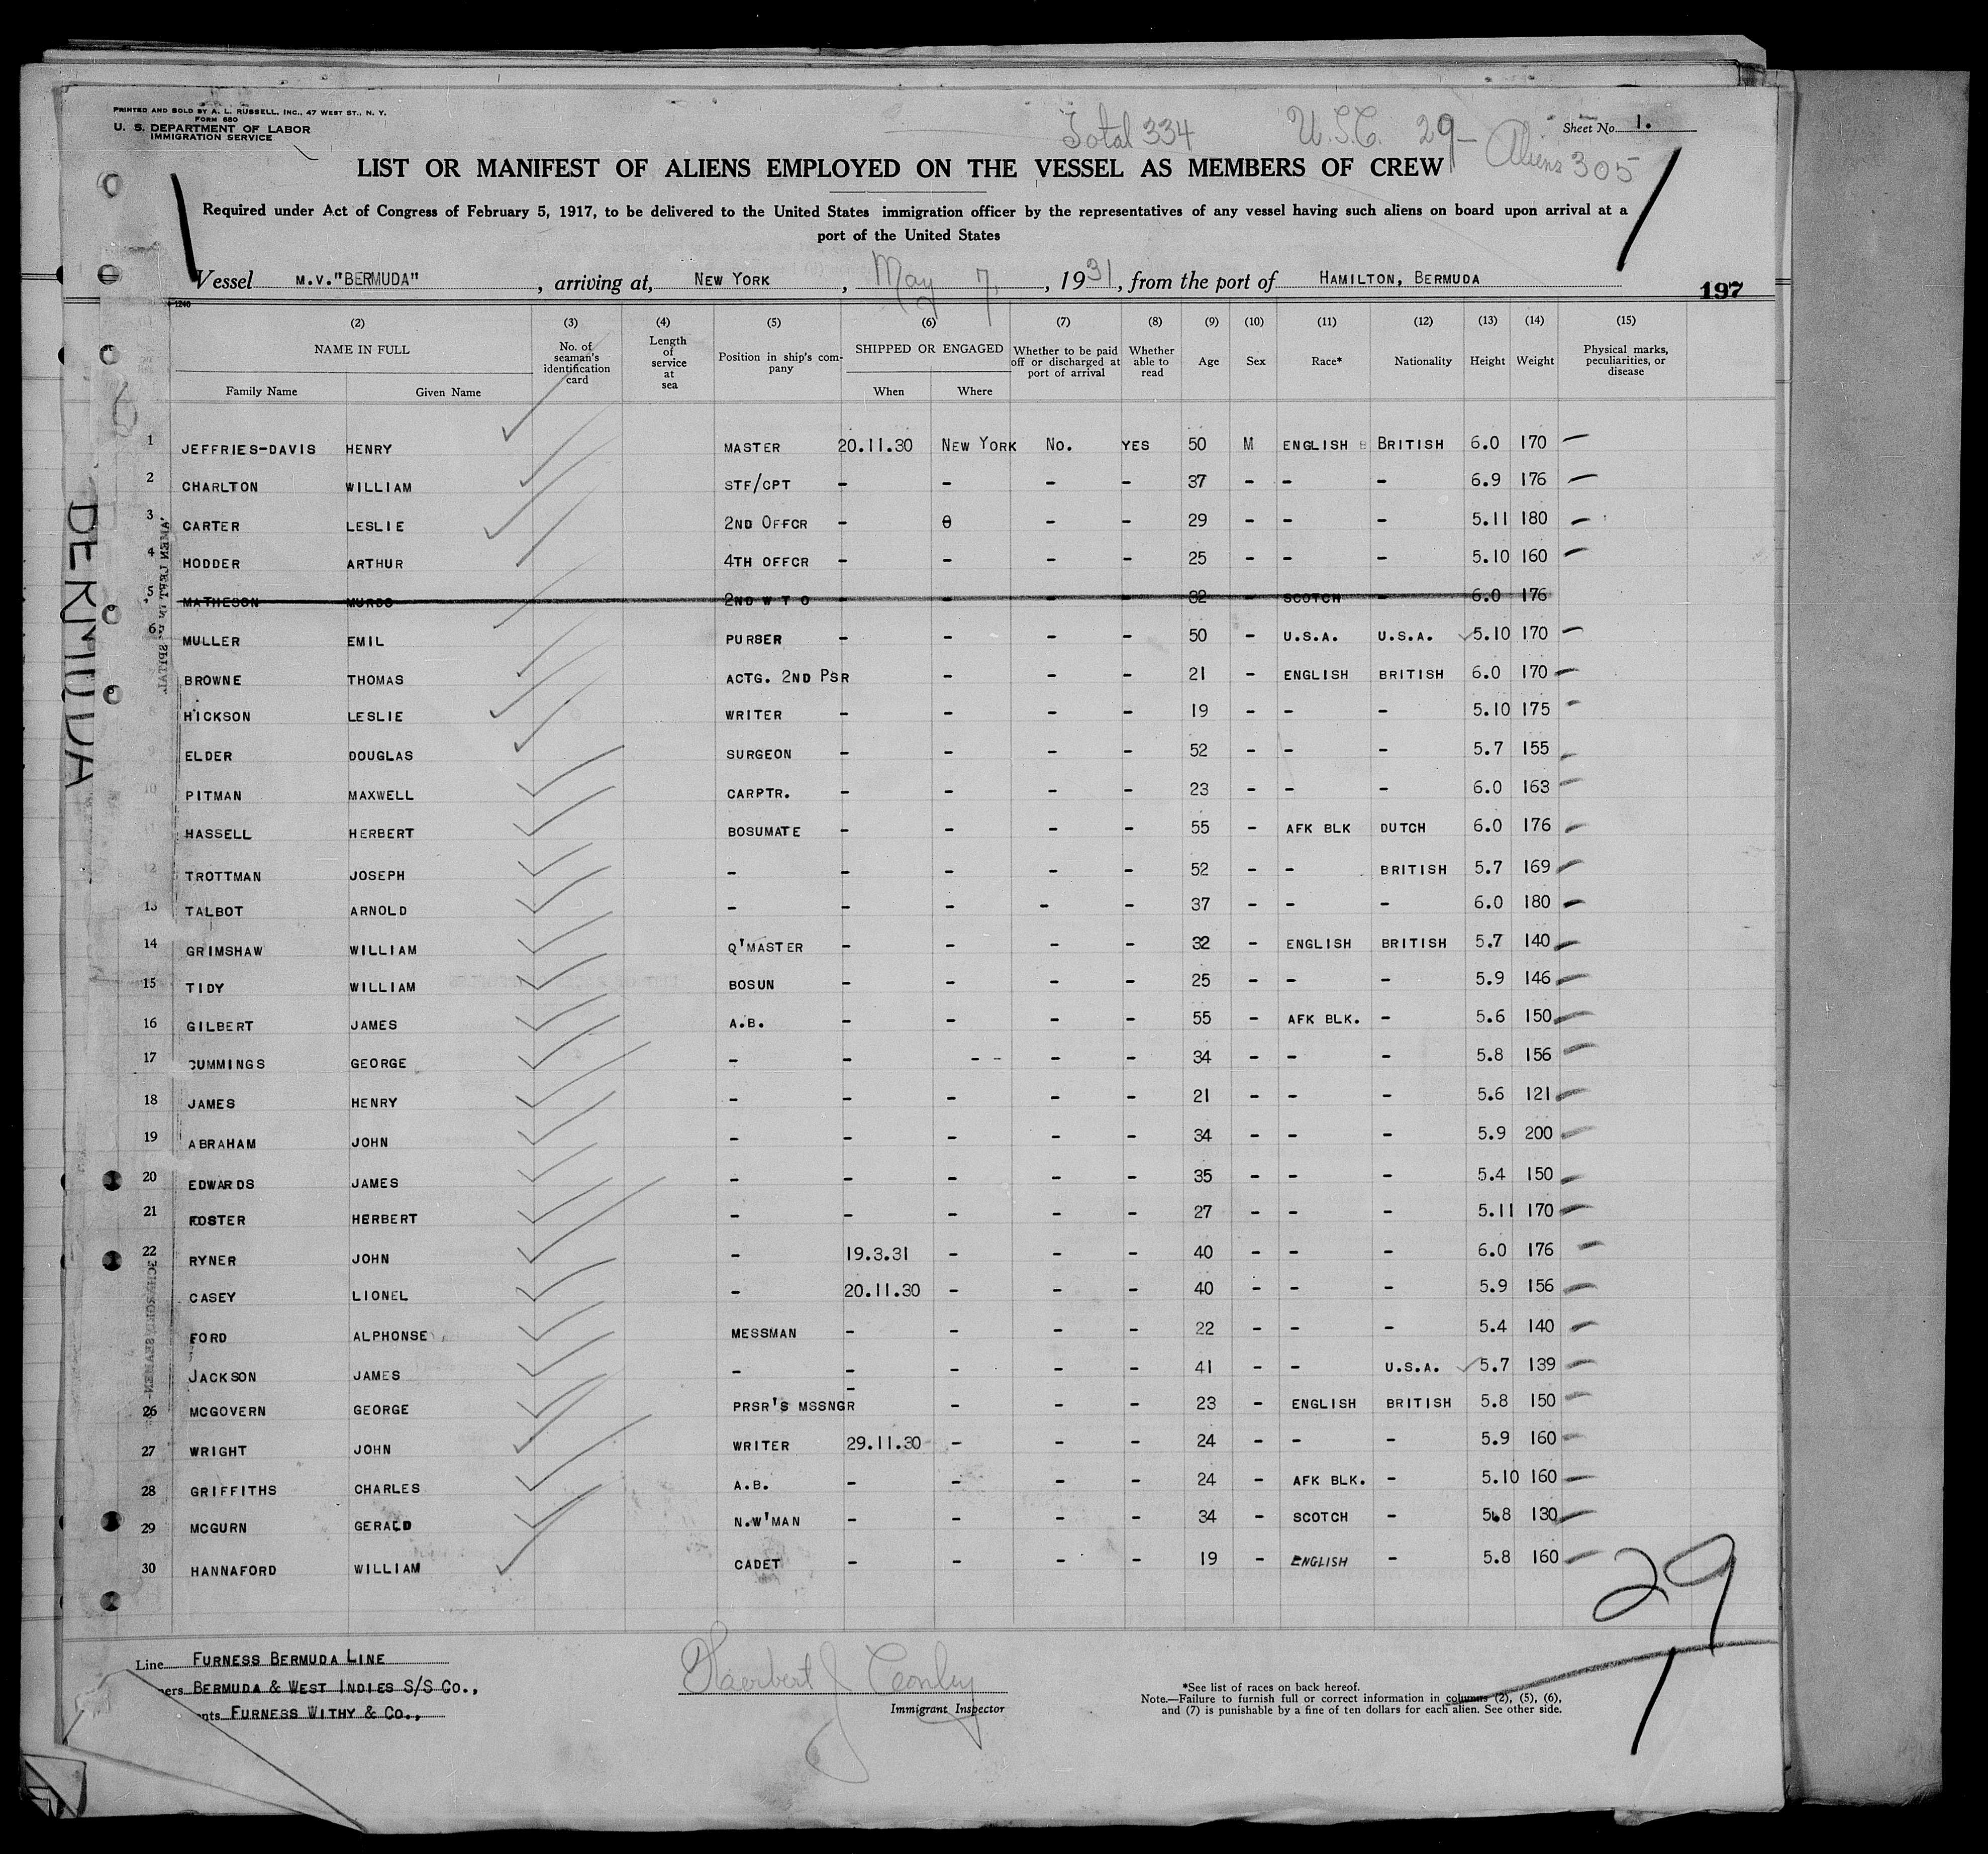 PRINTED AND SOLD BY A. L. RUSSELL, INC., 47 WEST ST., N. Y.
FORM 680
U. S. DEPARTMENT OF LABOR
IMMIGRATION SERVICE
Total 334 U.S.C. 29- Aliens 305
Sheet No. 1.
LIST OR MANIFEST OF ALIENS EMPLOYED ON THE VESSEL AS MEMBERS OF CREW
Required under Act of Congress of February 5, 1917, to be delivered to the United States immigration officer by the representatives of any vessel having such aliens on board upon arrival at a
port of the United States
Vessel M.V."BERMUDA", arriving at, NEW YORK, May 7, 1931, from the port of HAMILTON, BERMUDA
197
1240
(2) (3) (4) (5) (6) (7) (8) (9) (10) (11) (12) (13) (14) (15)
NAME IN FULL No. of seaman's identification card Length of service at sea Position in ship's company SHIPPED OR ENGAGED Whether to be paid off or discharged at port of arrival Whether able to read Age Sex Race* Nationality Height Weight Physical marks, peculiarities, or disease
Family Name Given Name When Where
1 JEFFRIES-DAVIS HENRY MASTER 20.11.30 NEW YORK No. YES 50 M ENGLISH BRITISH 6.0 170
2 CHARLTON WILLIAM STF/CPT - - - - 37 - - - 6.9 176
3 CARTER LESLIE 2ND OFFCR - - - - 29 - - - 5.11 180
4 HODDER ARTHUR 4TH OFFCR - - - - 25 - - - 5.10 160
5 MATHESON MURDO 2ND W T O - - - - 32 - SCOTCH - 6.0 176
6 MULLER EMIL PURSER - - - - 50 - U.S.A. U.S.A. 5.10 170
BROWNE THOMAS ACTG. 2ND PSR - - - 21 - ENGLISH BRITISH 6.0 170
HICKSON LESLIE WRITER - - - - 19 - - - 5.10 175
9 ELDER DOUGLAS SURGEON - - - - 52 - - - 5.7 155
10 PITMAN MAXWELL CARPTR. - - - - 23 - - - 6.0 163
11 HASSELL HERBERT BOSUMATE - - - - 55 - AFK BLK DUTCH 6.0 176
12 TROTTMAN JOSEPH - - - - - 52 - - BRITISH 5.7 169
13 TALBOT ARNOLD - - - - - 37 - - - 6.0 180
14 GRIMSHAW WILLIAM Q'MASTER - - - - 32 - ENGLISH BRITISH 5.7 140
15 TIDY WILLIAM BOSUN - - - - 25 - - - 5.9 146
16 GILBERT JAMES A.B. - - - - 55 - AFK BLK. - 5.6 150
17 CUMMINGS GEORGE - - - - - - 34 - - - 5.8 156
18 JAMES HENRY - - - - - 21 - - - 5.6 121
19 ABRAHAM JOHN - - - - - 34 - - - 5.9 200
20 EDWARDS JAMES - - - - - 35 - - - 5.4 150
21 FOSTER HERBERT - - - - - 27 - - - 5.11 170
22 RYNER JOHN - 19.3.31 - - - 40 - - - 6.0 176
CASEY LIONEL - 20.11.30 - - - 40 - - - 5.9 156
FORD ALPHONSE MESSMAN - - - - 22 - - - 5.4 140
JACKSON JAMES - - - - - 41 - - U.S.A. 5.7 139
26 MCGOVERN GEORGE PRSR'S MSSNGR - - - - 23 - ENGLISH BRITISH 5.8 150
27 WRIGHT JOHN WRITER 29.11.30 - - - 24 - - - 5.9 160
28 GRIFFITHS CHARLES A.B. - - - - 24 - AFK BLK. - 5.10 160
29 MCGURN GERALD N.W'MAN - - - - 34 - SCOTCH - 5.8 130
30 HANNAFORD WILLIAM CADET - - - - 19 - ENGLISH - 5.8 160
29
1
BERMUDA
Line FURNESS BERMUDA LINE
BERMUDA & WEST INDIES S/S CO.,
FURNESS WITHY & CO.,
Herbert J Conley
Immigrant Inspector
*See list of races on back hereof.
Note.—Failure to furnish full or correct information in columns (2), (5), (6),
and (7) is punishable by a fine of ten dollars for each alien. See other side.